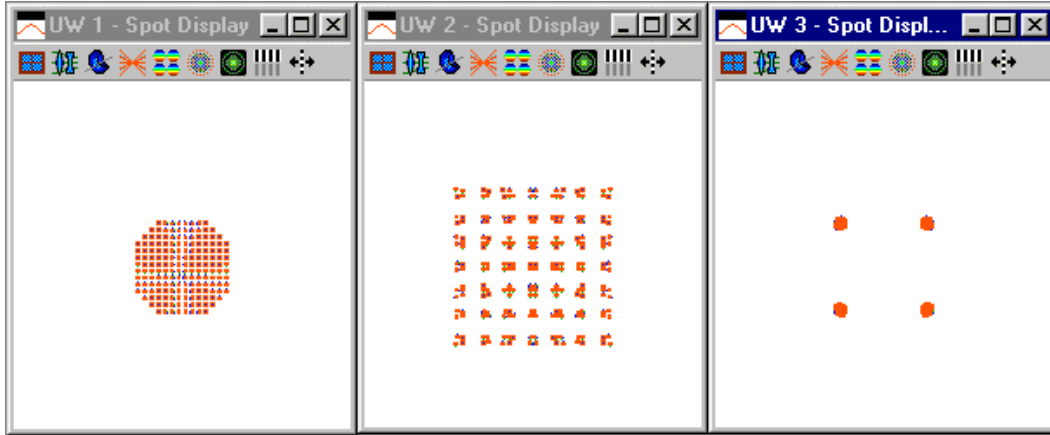 UW 1 - Spot Display
UW 2 - Spot Display
UW 3 - Spot Displ...